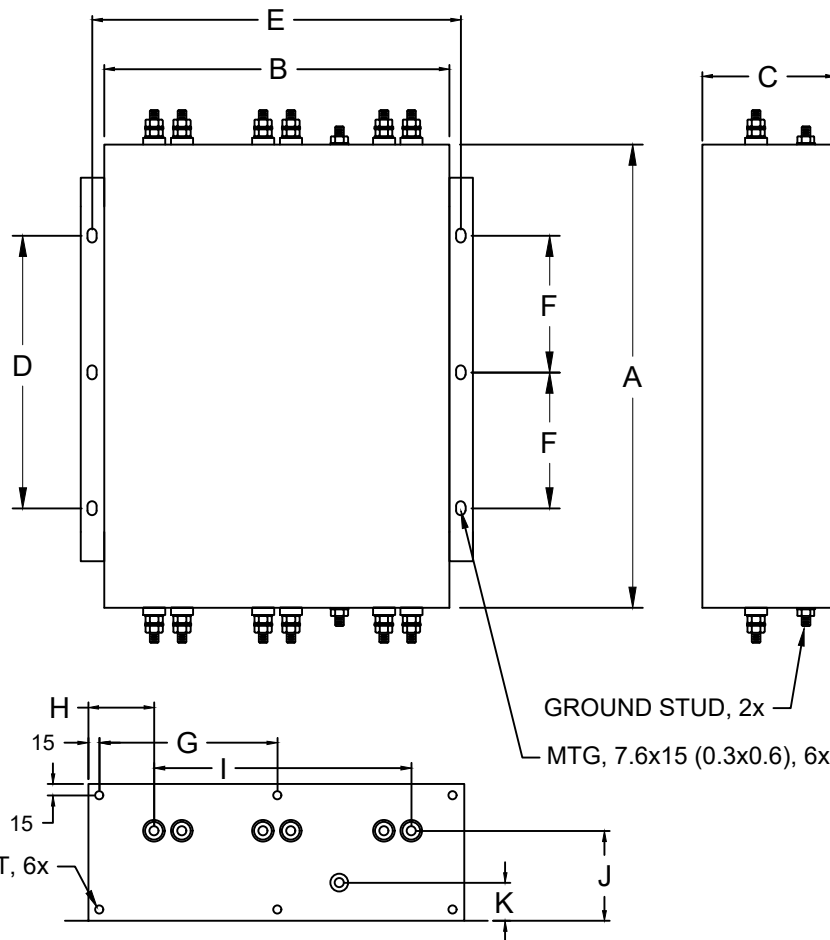 E
B
C
F
D
A
F
GROUND STUD, 2x
MTG, 7.6x15 (0.3x0.6), 6x
H
15
G
I
15
T, 6x
J
K